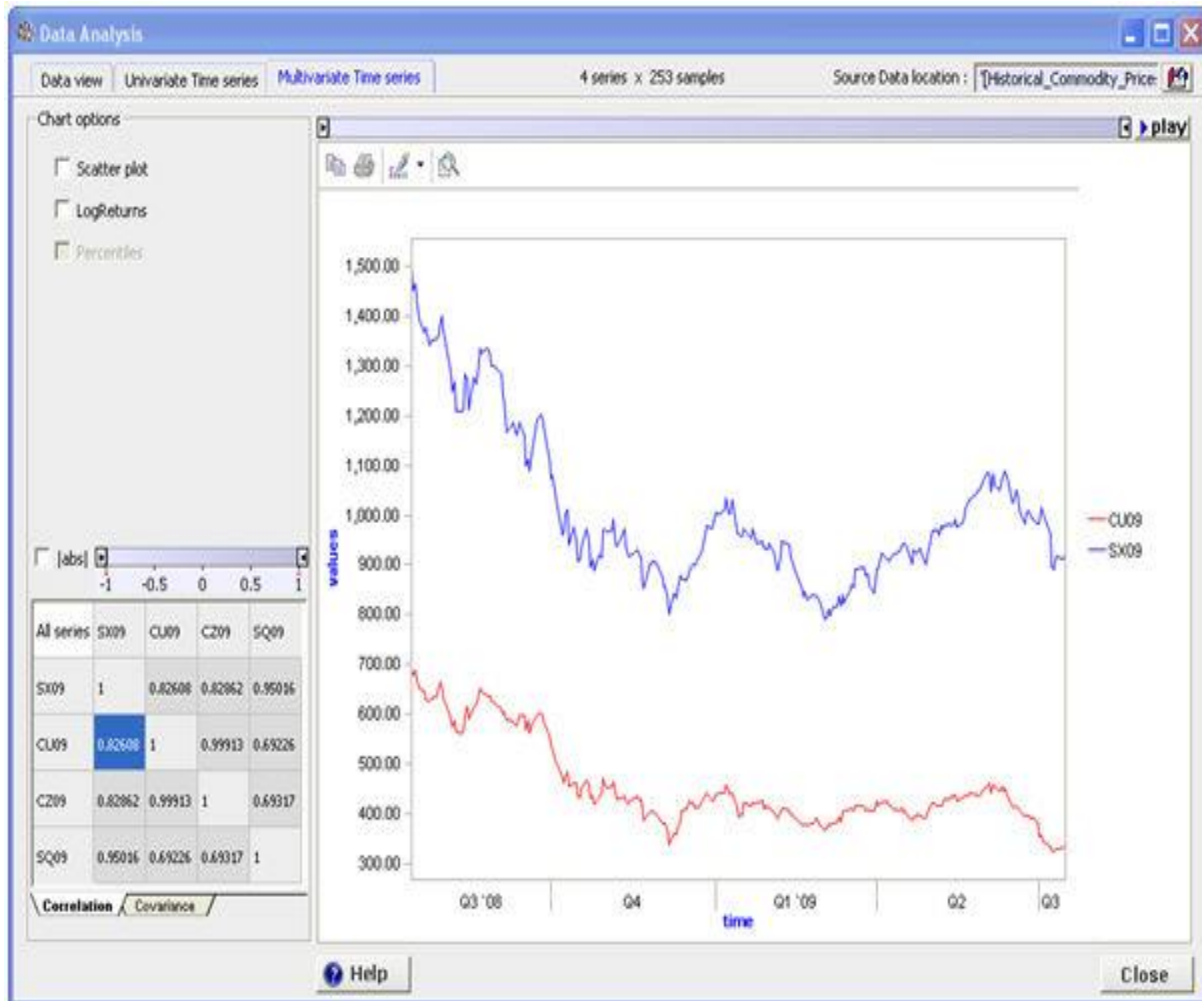 Data Analysis
Data view Univariate Time series Multivariate Time series 4 series x 253 samples Source Data location : '[Historical_Commodity_Price
Chart options
play
Scatter plot
LogReturns
Percentiles
1,500.00
1,400.00
1,300.00
1,200.00
1,100.00
1,000.00
900.00
800.00
700.00
600.00
500.00
400.00
300.00
values
Q3 '08 Q4 Q1 '09 Q2 Q3
time
CU09
SX09
|abs|
-1 -0.5 0 0.5 1
All series SX09 CU09 CZ09 SQ09
SX09 1 0.82608 0.82862 0.95016
CU09 0.82608 1 0.99913 0.69226
CZ09 0.82862 0.99913 1 0.69317
SQ09 0.95016 0.69226 0.69317 1
Correlation Covariance
Help Close